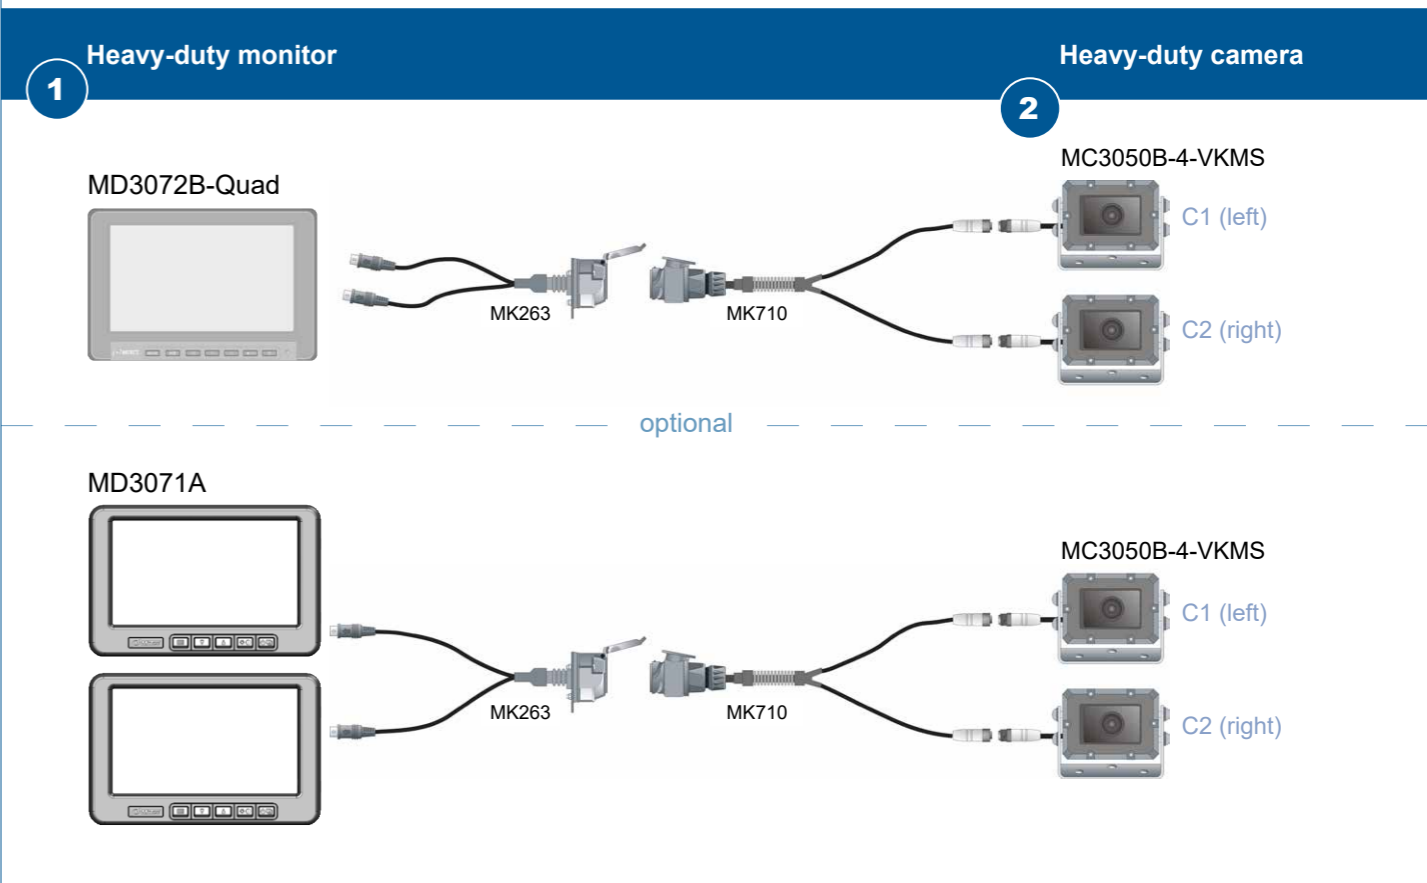 Heavy-duty monitor
Heavy-duty camera
1
2
MD3072B-Quad
MC3050B-4-VKMS
C1 (left)
MK263
MK710
C2 (right)
optional
MD3071A
MC3050B-4-VKMS
C1 (left)
MK263
MK710
C2 (right)